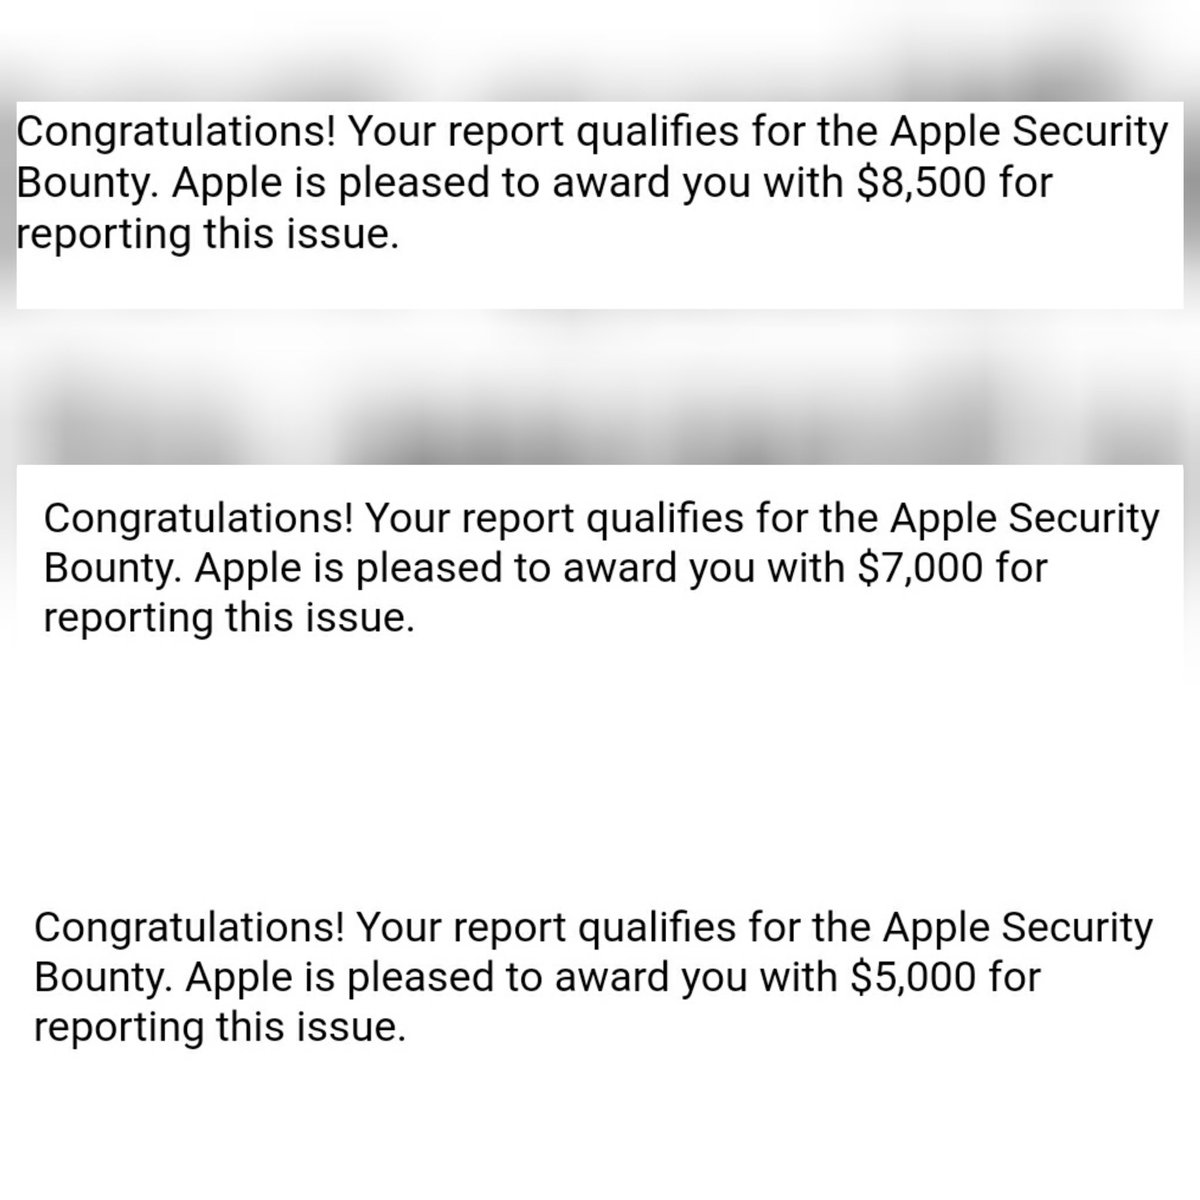 Congratulations! Your report qualifies for the Apple Security
Bounty. Apple is pleased to award you with $8,500 for
reporting this issue.
Congratulations! Your report qualifies for the Apple Security
Bounty. Apple is pleased to award you with $7,000 for
reporting this issue.
Congratulations! Your report qualifies for the Apple Security
Bounty. Apple is pleased to award you with $5,000 for
reporting this issue.